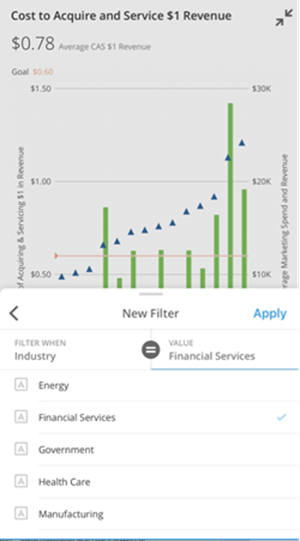 Cost to Acquire and Service $1 Revenue
$0.78 Average CAS $1 Revenue
Goal $0.60
$1.50 $30K
$1.00 $20K
$0.50 $10K
of Acquiring & Servicing $1 in Revenue
erage Marketing Spend and Revenue
New Filter
Apply
FILTER WHEN
Industry
VALUE
Financial Services
A Energy
A Financial Services
A Government
A Health Care
A Manufacturing